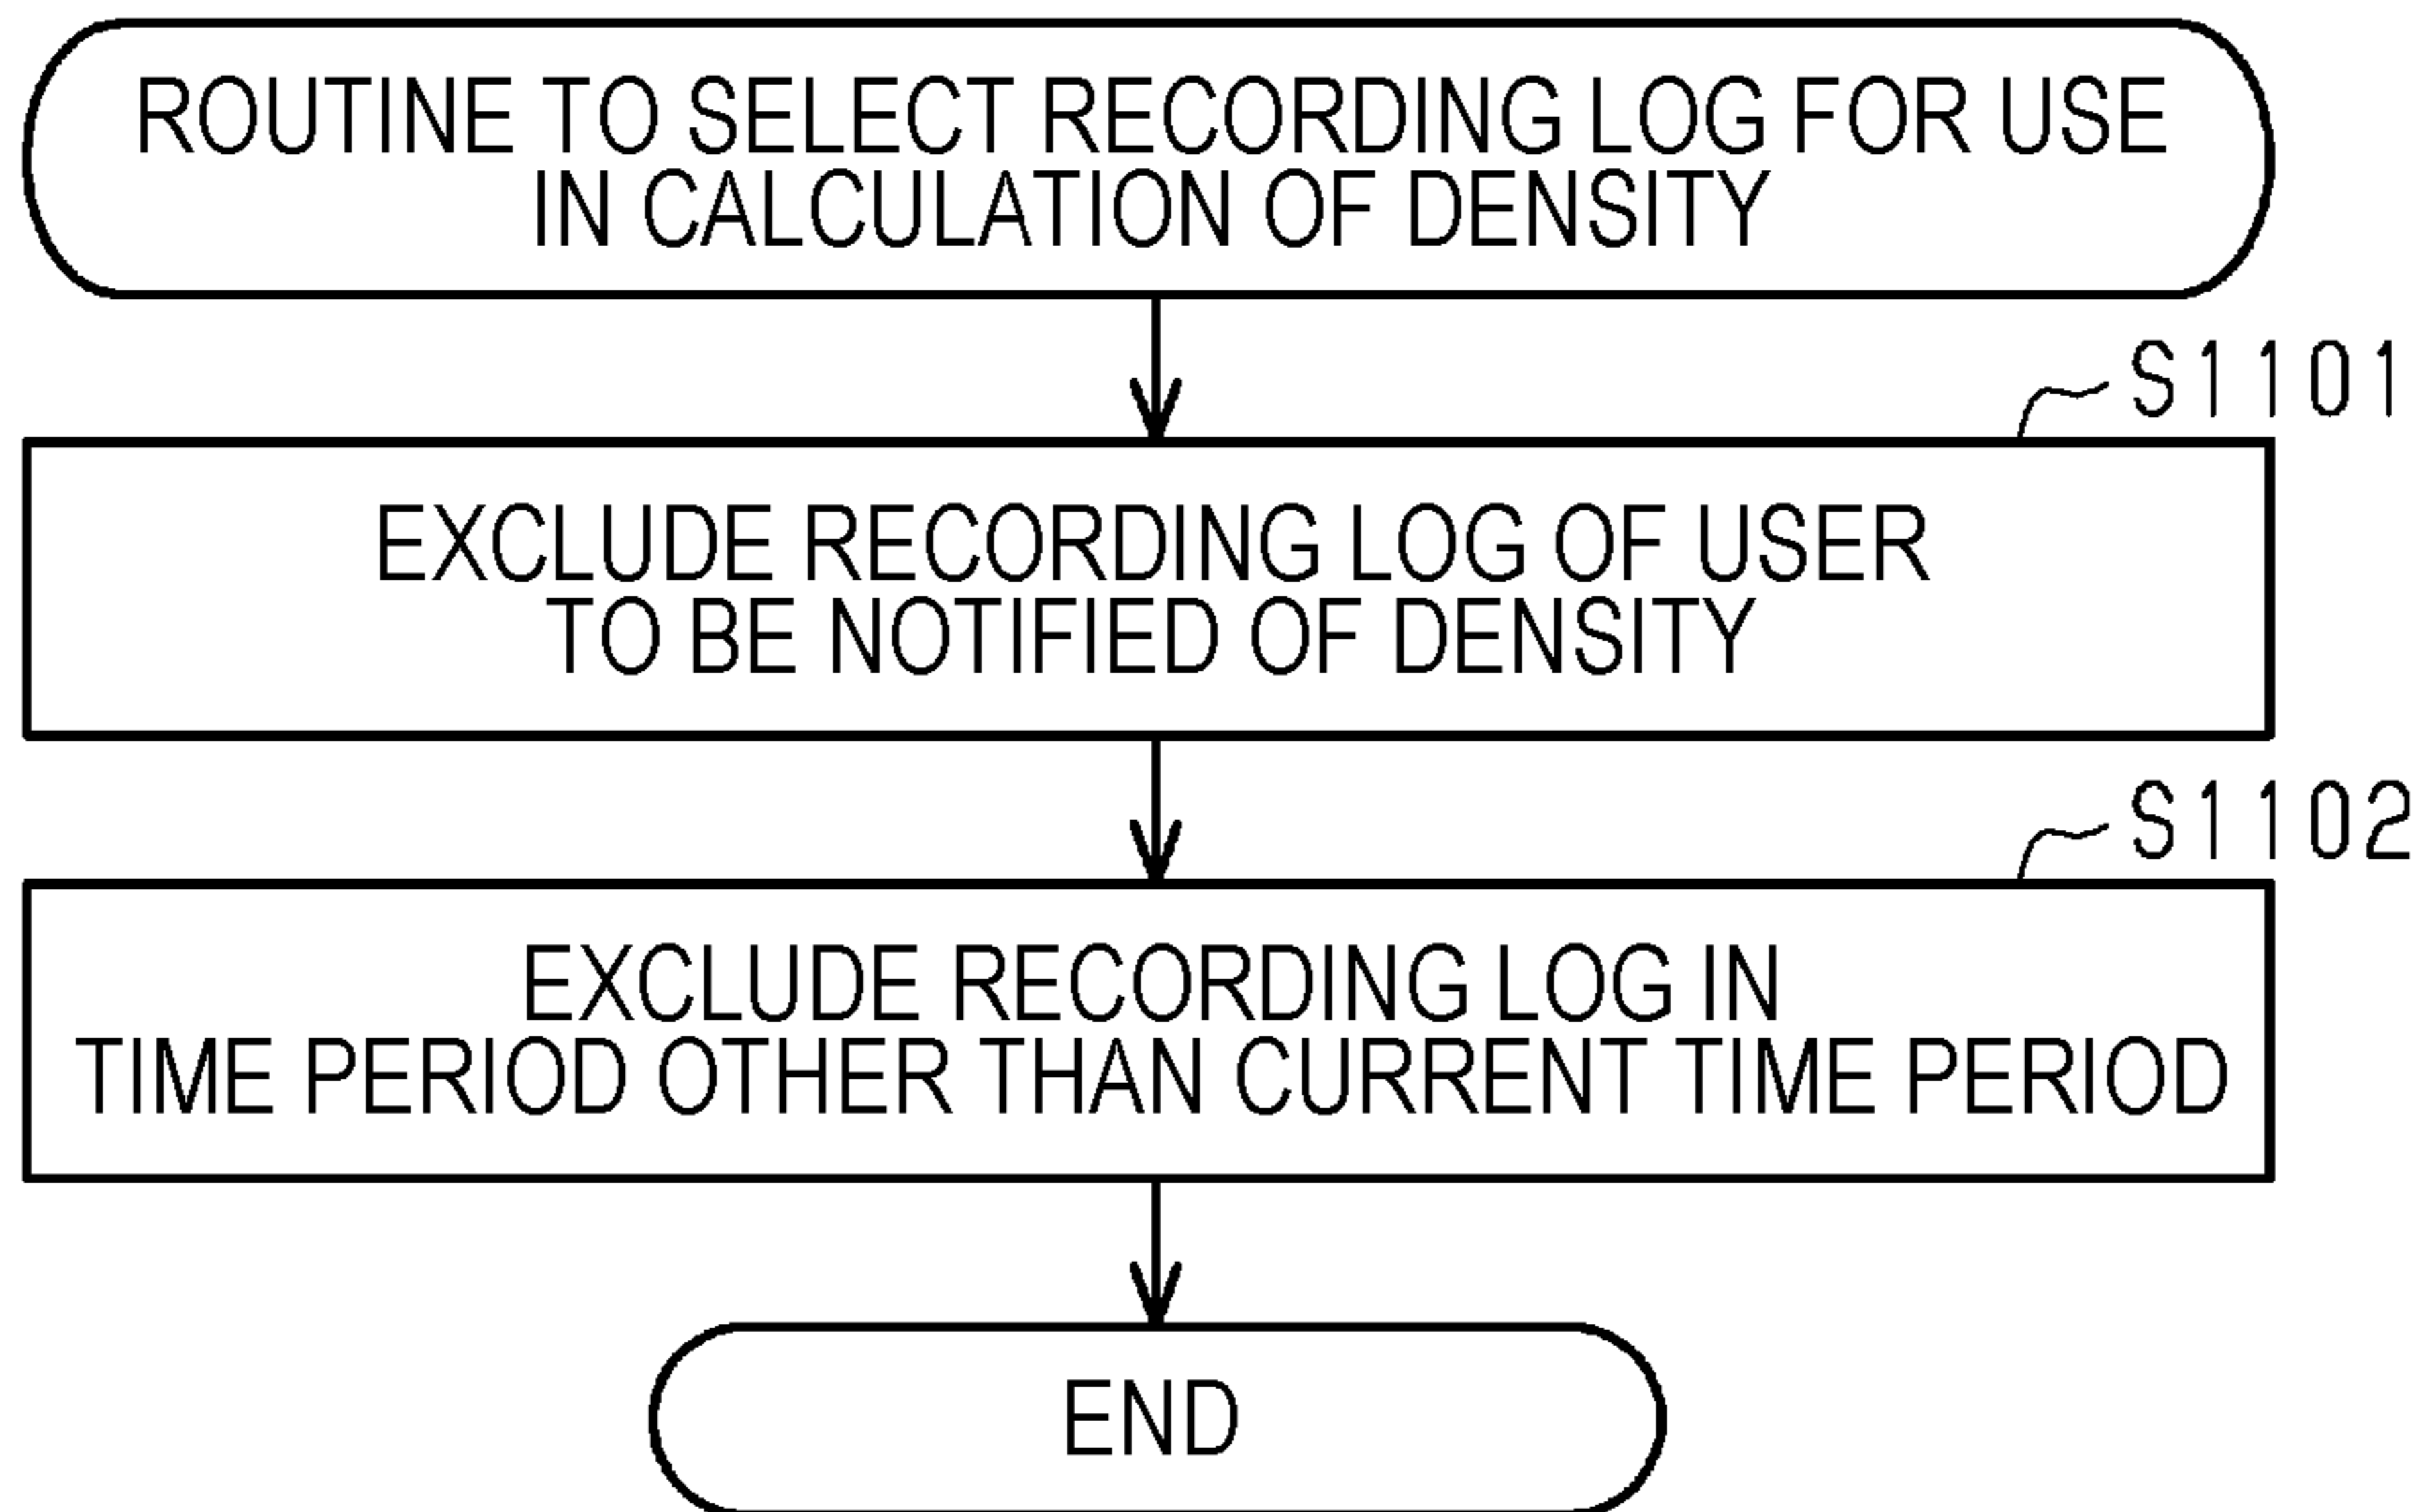 ROUTINE TO SELECT RECORDING LOG FOR USE
IN CALCULATION OF DENSITY
S1101
EXCLUDE RECORDING LOG OF USER
TO BE NOTIFIED OF DENSITY
S1102
EXCLUDE RECORDING LOG IN
TIME PERIOD OTHER THAN CURRENT TIME PERIOD
END